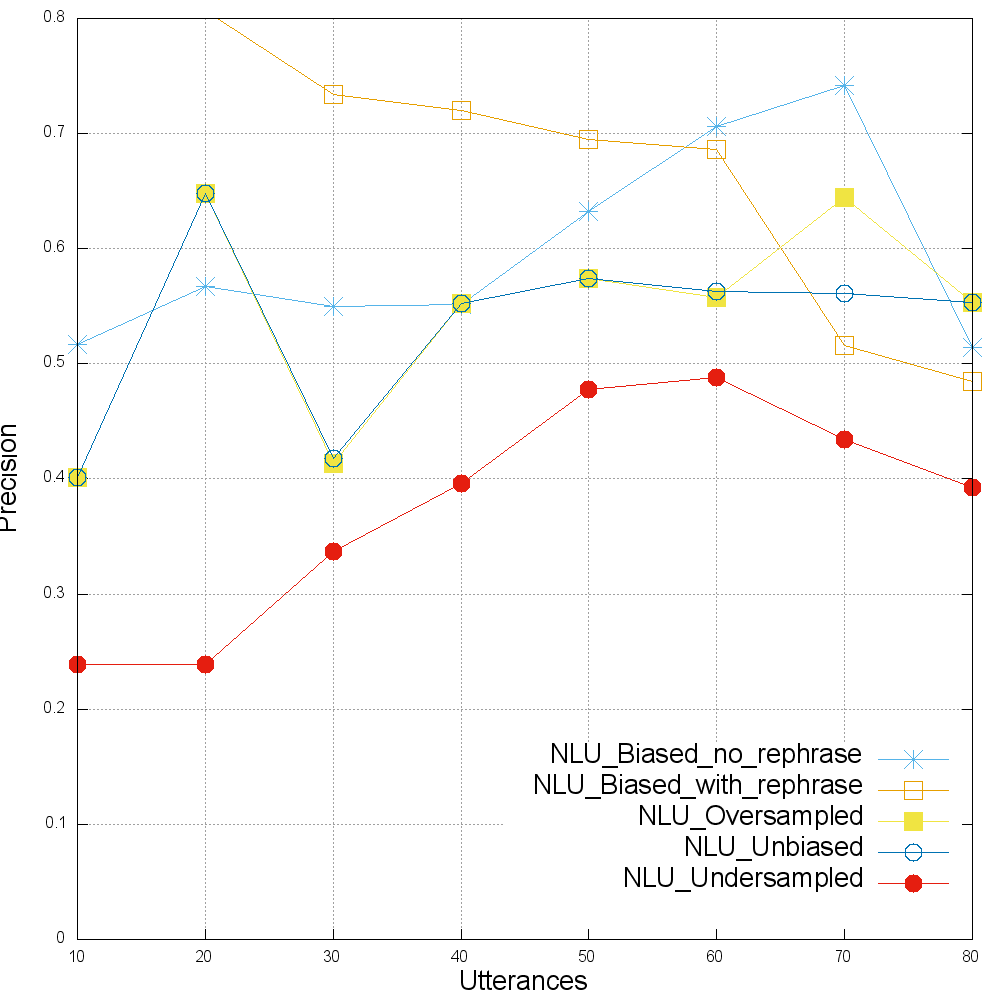 0.8
0.7
0.6
0.5
0.4
0.3
0.2
0.1
0
Precision
NLU_Biased_no_rephrase
NLU_Biased_with_rephrase
NLU_Oversampled
NLU_Unbiased
NLU_Undersampled
10 20 30 40 50 60 70 80
Utterances